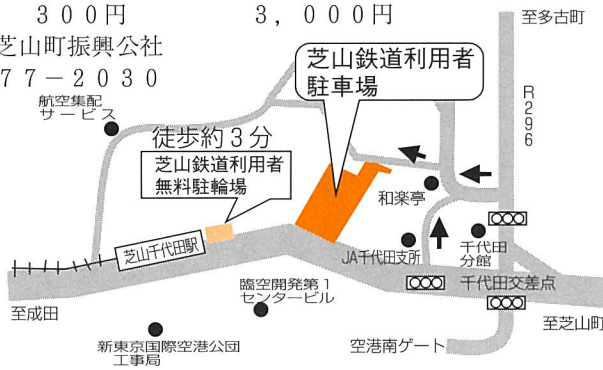 300円 3,000円
芝山町振興公社
77-2030
至多古町
芝山鉄道利用者
駐車場
R296
航空集配
サービス
徒歩約3分
芝山鉄道利用者
無料駐輪場
和楽亭
芝山千代田駅
JA千代田支所
千代田
分館
千代田交差点
臨空開発第1
センタービル
至成田
至芝山町
新東京国際空港公団
工事局
空港南ゲート